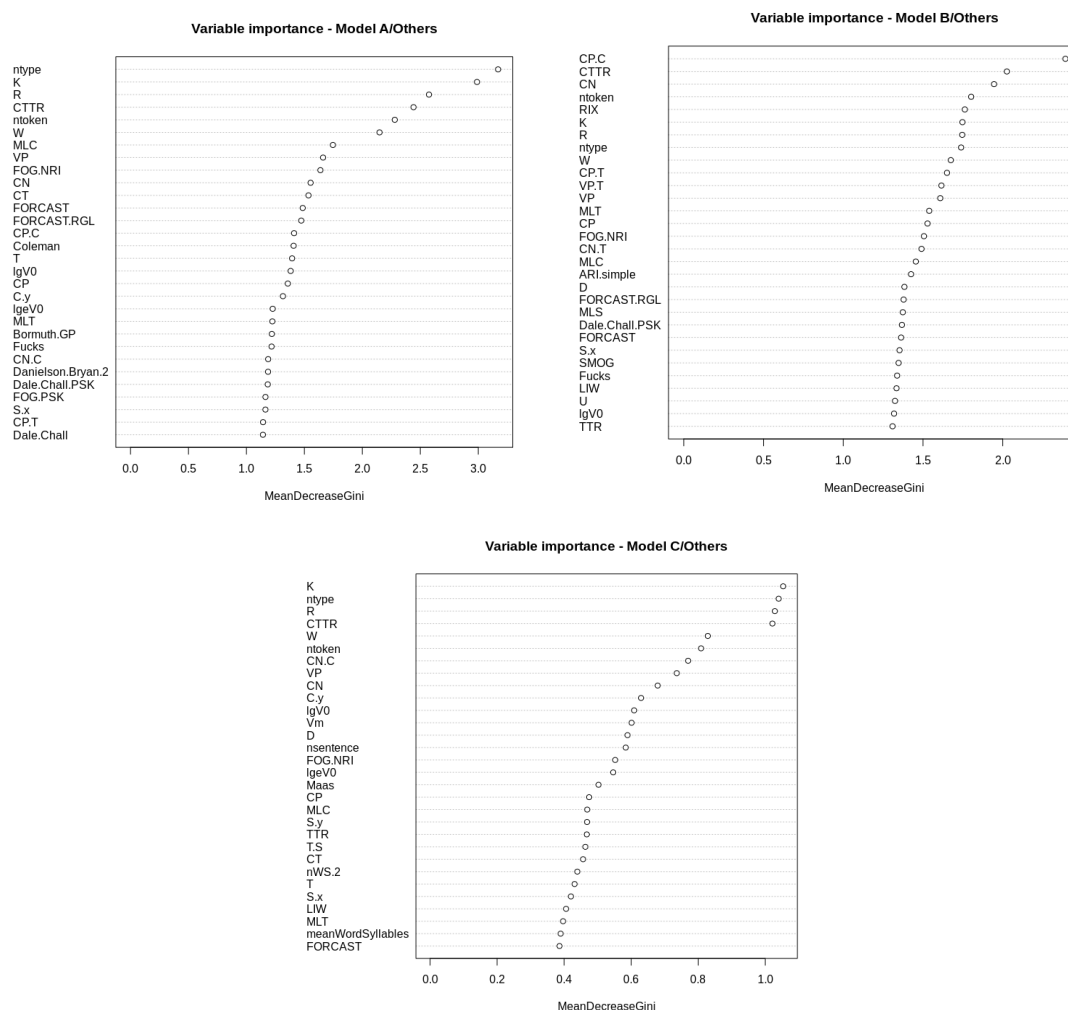 Variable importance - Model A/Others
ntype
K
R
CTTR
ntoken
W
MLC
VP
FOG.NRI
CN
CT
FORCAST
FORCAST.RGL
CP.C
Coleman
T
lgV0
CP
C.y
lgeV0
MLT
Bormuth.GP
Fucks
CN.C
Danielson.Bryan.2
Dale.Chall.PSK
FOG.PSK
S.x
CP.T
Dale.Chall
0.0 0.5 1.0 1.5 2.0 2.5 3.0
MeanDecreaseGini
Variable importance - Model B/Others
CP.C
CTTR
CN
ntoken
RIX
K
R
ntype
W
CP.T
VP.T
VP
MLT
CP
FOG.NRI
CN.T
MLC
ARI.simple
D
FORCAST.RGL
MLS
Dale.Chall.PSK
FORCAST
S.x
SMOG
Fucks
LIW
U
lgV0
TTR
0.0 0.5 1.0 1.5 2.0
MeanDecreaseGini
Variable importance - Model C/Others
K
ntype
R
CTTR
W
ntoken
CN.C
VP
CN
C.y
lgV0
Vm
D
nsentence
FOG.NRI
lgeV0
Maas
CP
MLC
S.y
TTR
T.S
CT
nWS.2
T
S.x
LIW
MLT
meanWordSyllables
FORCAST
0.0 0.2 0.4 0.6 0.8 1.0
MeanDecreaseGini